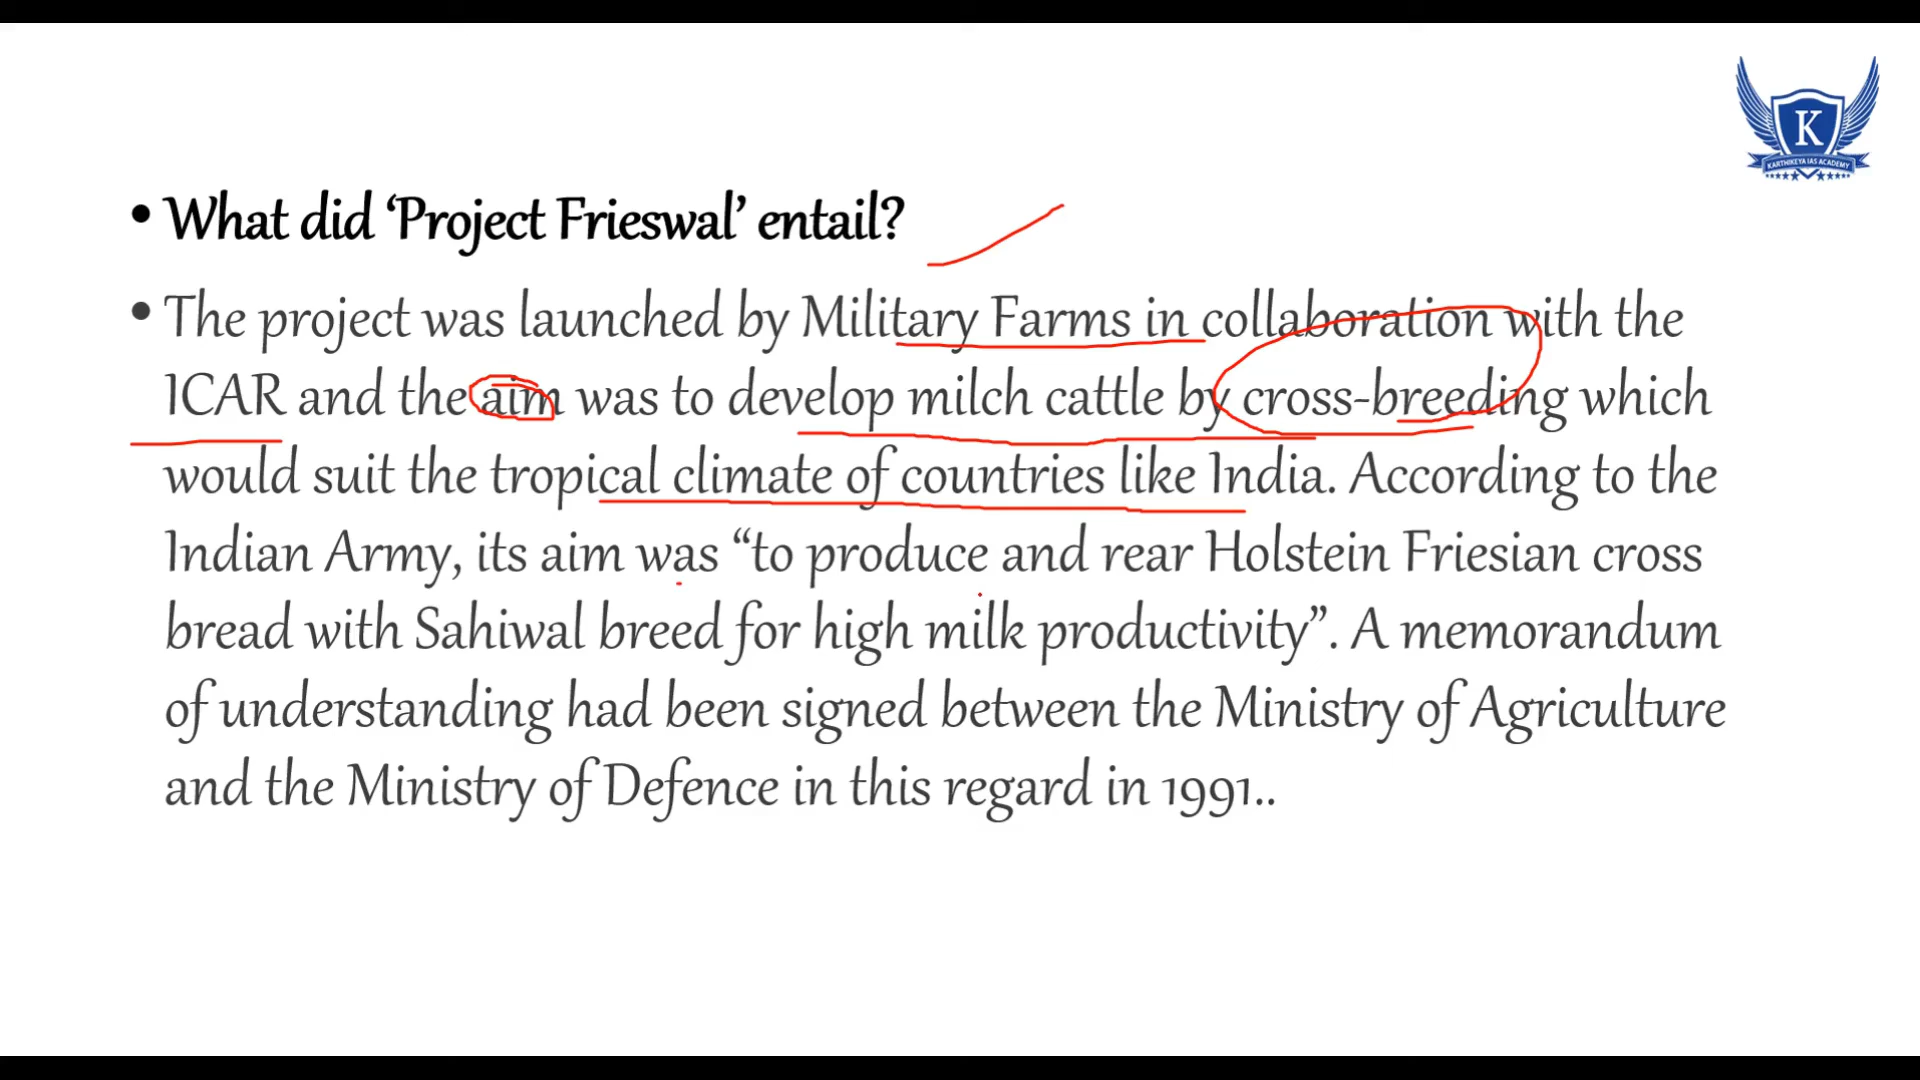 K
KARTHIKEYA IAS ACADEMY
• What did ‘Project Frieswal’ entail?
• The project was launched by Military Farms in collaboration with the
ICAR and the aim was to develop milch cattle by cross-breeding which
would suit the tropical climate of countries like India. According to the
Indian Army, its aim was “to produce and rear Holstein Friesian cross
bread with Sahiwal breed for high milk productivity”. A memorandum
of understanding had been signed between the Ministry of Agriculture
and the Ministry of Defence in this regard in 1991..